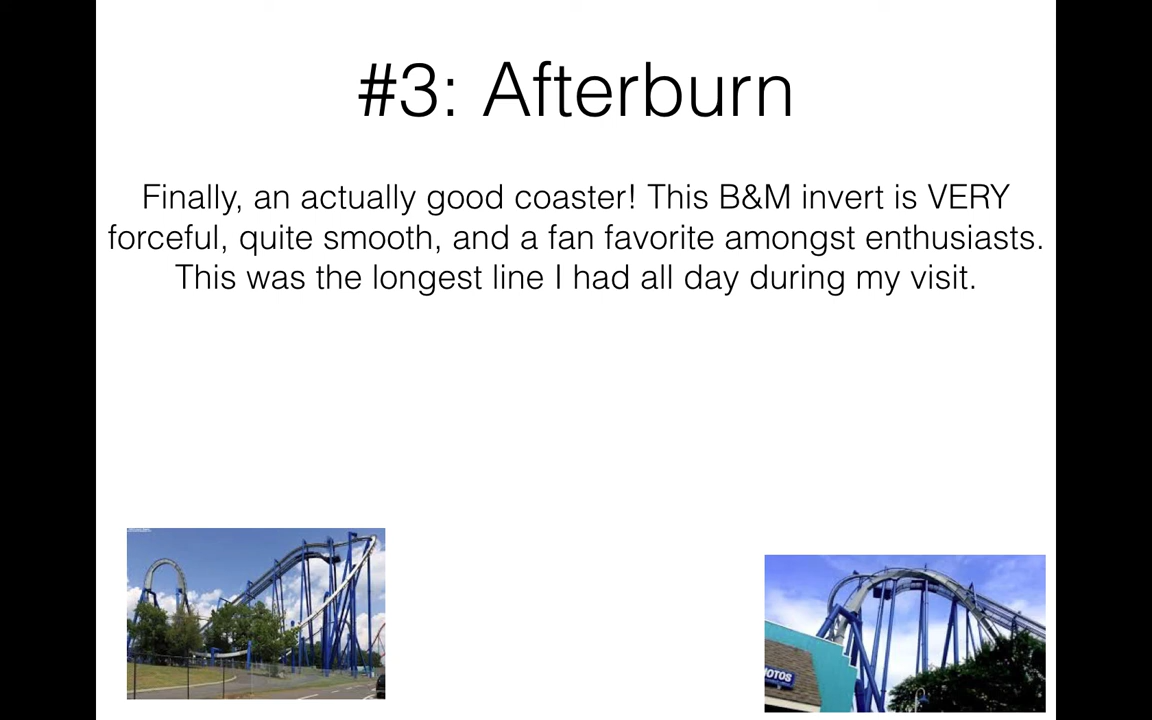 #3: Afterburn
Finally, an actually good coaster! This B&M invert is VERY
forceful, quite smooth, and a fan favorite amongst enthusiasts.
This was the longest line I had all day during my visit.
HOTOS